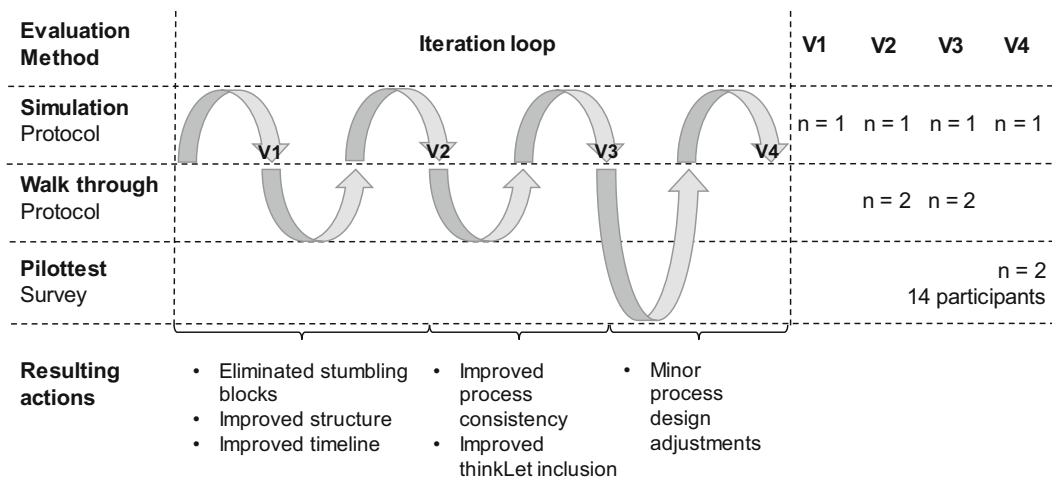 Evaluation
Method
Iteration loop
V1 V2 V3 V4
Simulation
Protocol
n = 1 n = 1 n = 1 n = 1
V1 V2 V3 V4
Walk through
Protocol
n = 2 n = 2
Pilottest
Survey
n = 2
14 participants
Resulting
actions
• Eliminated stumbling
blocks
• Improved structure
• Improved timeline
• Improved
process
consistency
• Improved
thinkLet inclusion
• Minor
process
design
adjustments